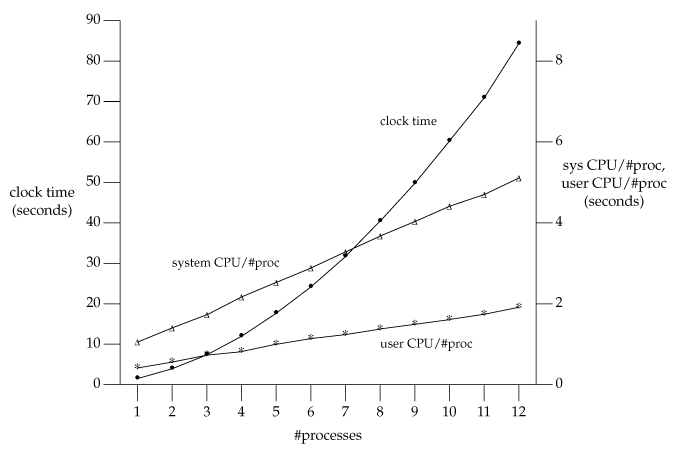 90
80
70
60
50
40
30
20
10
0
clock time
(seconds)
8
6
4
2
0
sys CPU/#proc,
user CPU/#proc
(seconds)
clock time
system CPU/#proc
user CPU/#proc
1 2 3 4 5 6 7 8 9 10 11 12
#processes